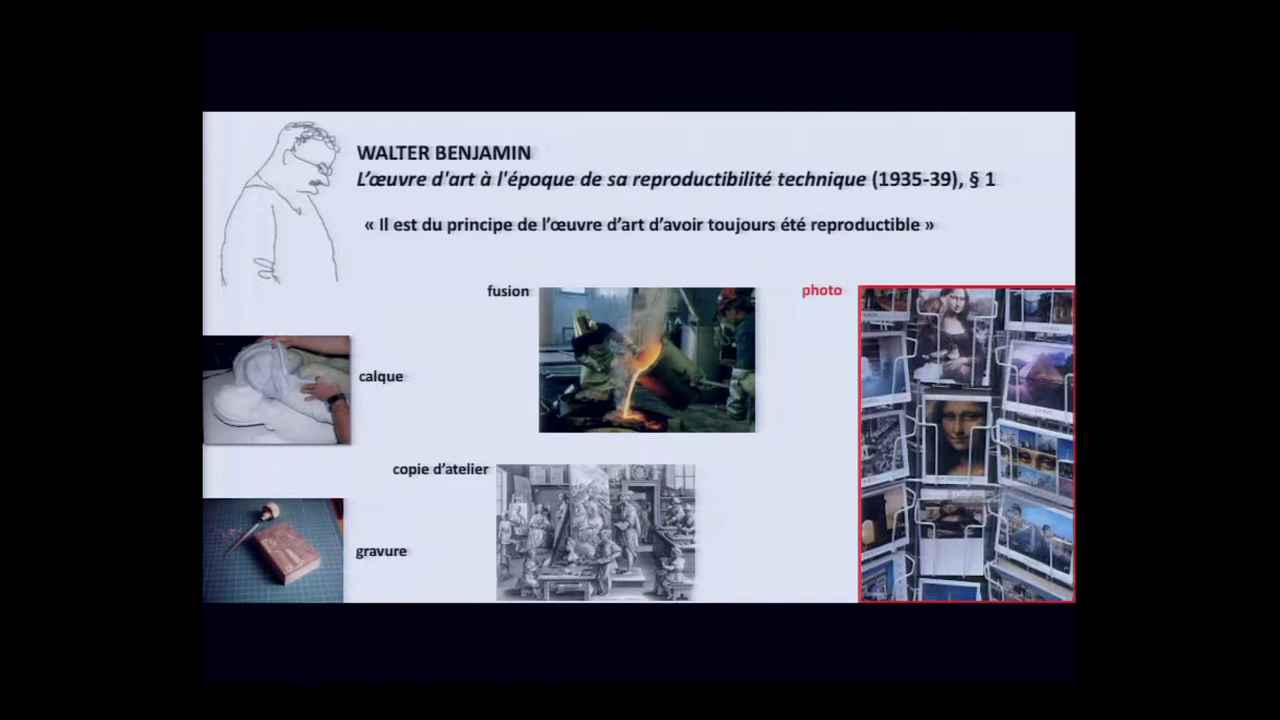 WALTER BENJAMIN
L’œuvre d'art à l'époque de sa reproductibilité technique (1935-39), § 1
« Il est du principe de l’œuvre d’art d’avoir toujours été reproductible »
fusion
photo
calque
copie d’atelier
gravure